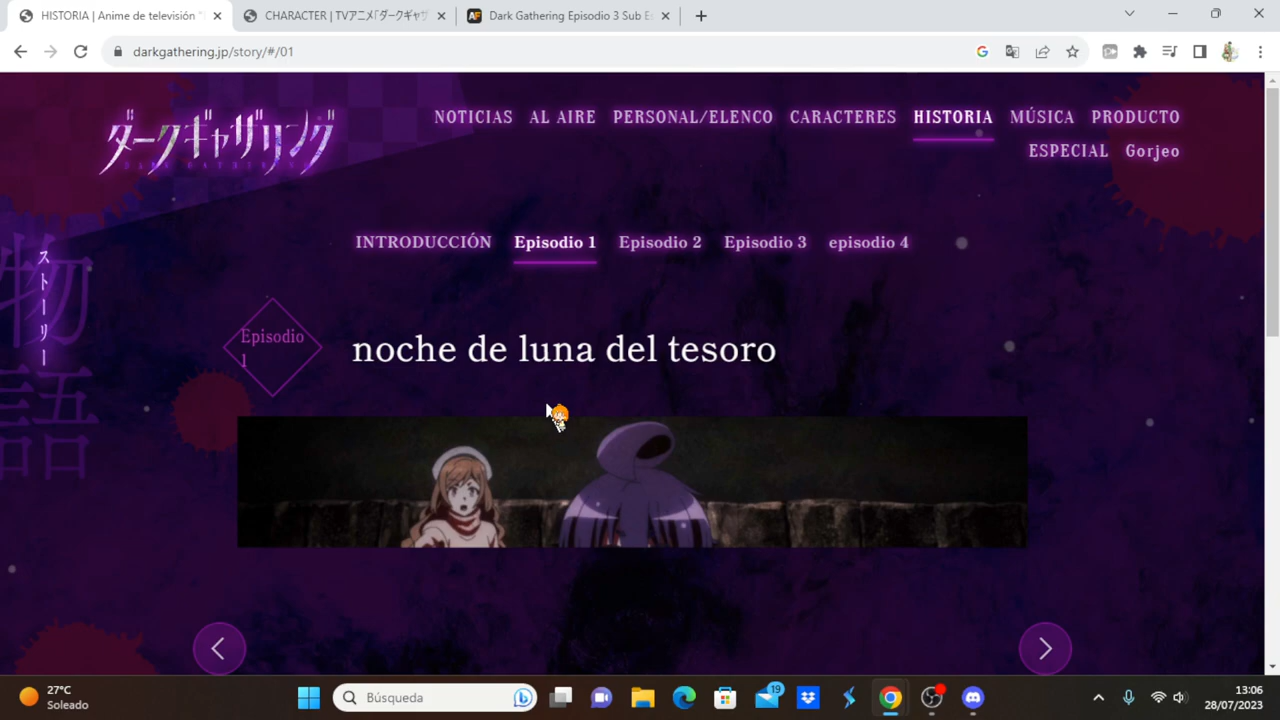 HISTORIA | Anime de televisión "
CHARACTER | TVアニメ「ダークギャザ
Dark Gathering Episodio 3 Sub Es
darkgathering.jp/story/#/01
ダークギャザリング
NOTICIAS AL AIRE PERSONAL/ELENCO CARACTERES HISTORIA MÚSICA PRODUCTO
ESPECIAL Gorjeo
物語
ストーリー
INTRODUCCIÓN Episodio 1 Episodio 2 Episodio 3 episodio 4
Episodio
1
noche de luna del tesoro
27°C
Soleado
Búsqueda
19
13:06
28/07/2023